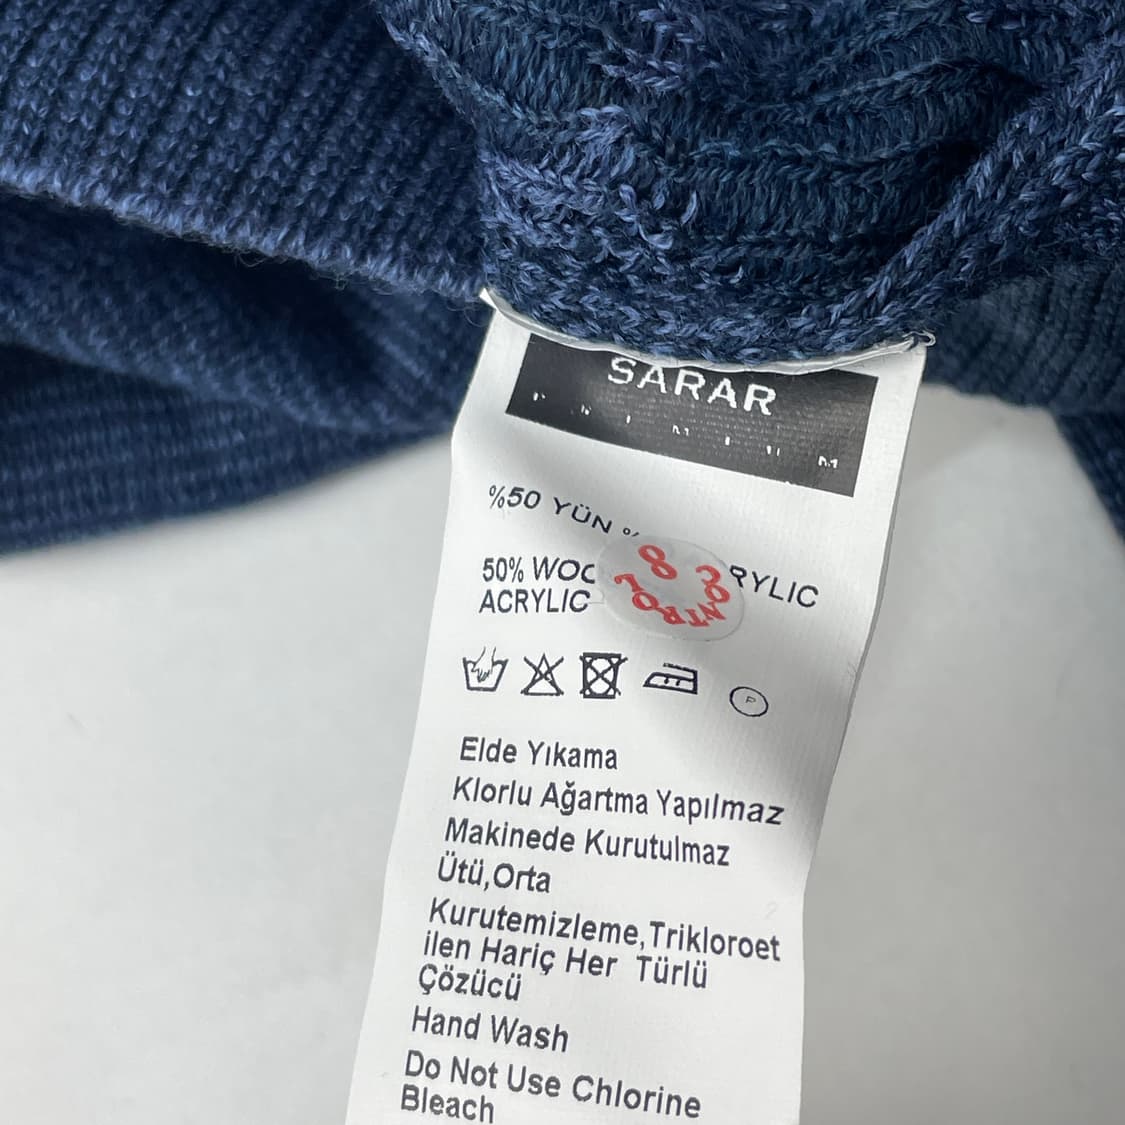 SARAR
%50 YÜN % RYLIC
50% WOO
ACRYLIC
8 8
P
Elde Yıkama
Klorlu Ağartma Yapılmaz
Makinede Kurutulmaz
Ütü,Orta
Kurutemizleme,Trikloroet
ilen Hariç Her Türlü
Çözücü
Hand Wash
Do Not Use Chlorine
Bleach